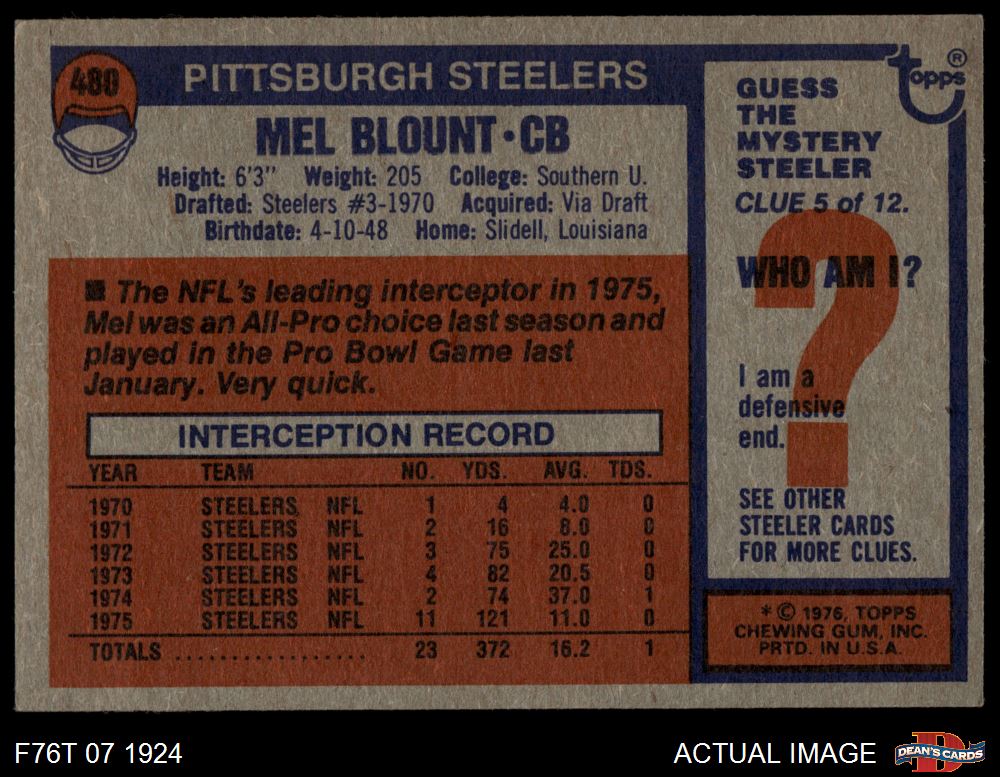 480
PITTSBURGH STEELERS
MEL BLOUNT • CB
Height: 6'3" Weight: 205 College: Southern U.
Drafted: Steelers #3-1970 Acquired: Via Draft
Birthdate: 4-10-48 Home: Slidell, Louisiana
■ The NFL's leading interceptor in 1975,
Mel was an All-Pro choice last season and
played in the Pro Bowl Game last
January. Very quick.
INTERCEPTION RECORD
YEAR TEAM NO. YDS. AVG. TDS.
1970 STEELERS NFL 1 4 4.0 0
1971 STEELERS NFL 2 16 8.0 0
1972 STEELERS NFL 3 75 25.0 0
1973 STEELERS NFL 4 82 20.5 0
1974 STEELERS NFL 2 74 37.0 1
1975 STEELERS NFL 11 121 11.0 0
TOTALS .................. 23 372 16.2 1
topps ®
GUESS
THE
MYSTERY
STEELER
CLUE 5 of 12.
WHO AM I?
?
I am a
defensive
end.
SEE OTHER
STEELER CARDS
FOR MORE CLUES.
* © 1976, TOPPS
CHEWING GUM, INC.
PRTD. IN U.S.A.
F76T 07 1924
ACTUAL IMAGE
D
DEAN'S CARDS